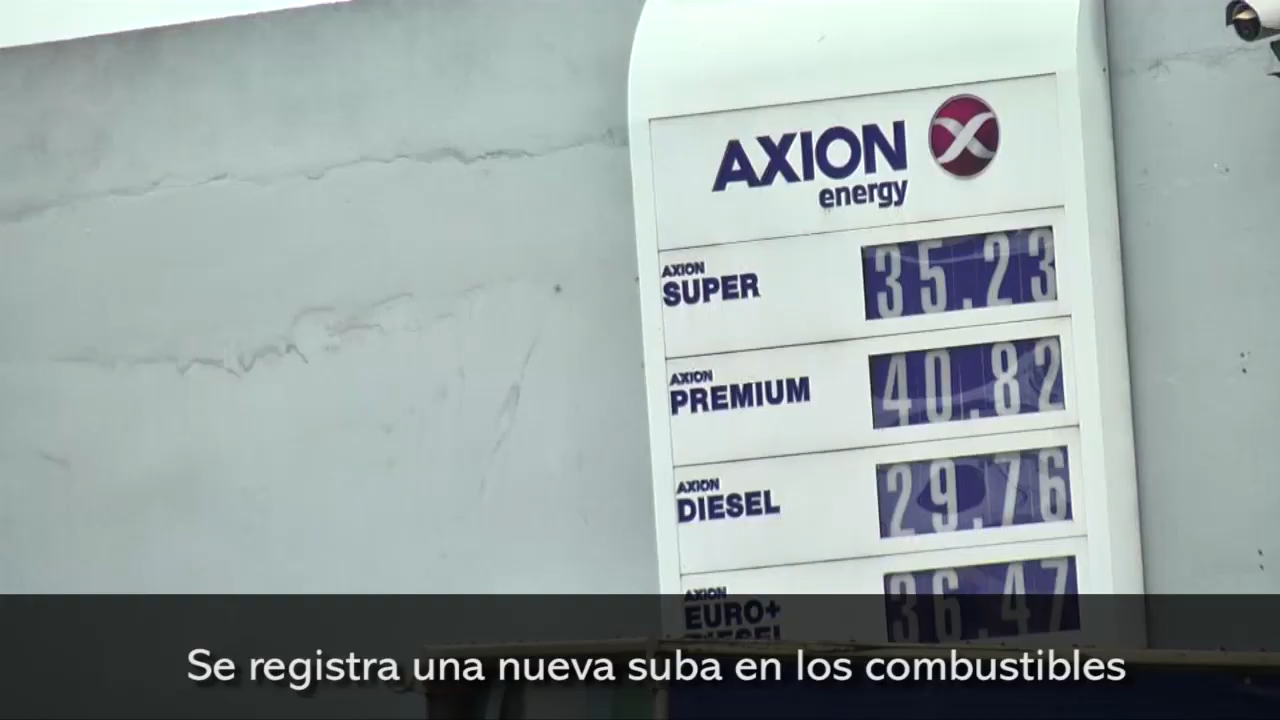 AXION
energy
AXION
SUPER 35.23
AXION
PREMIUM 40.82
AXION
DIESEL 29.76
AXION
EURO+ 36.47
DIESEL
Se registra una nueva suba en los combustibles